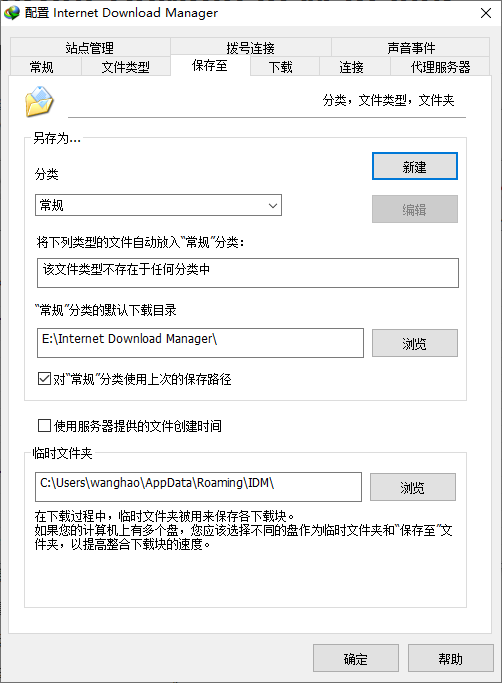 配置 Internet Download Manager
站点管理
拨号连接
声音事件
常规
文件类型
保存至
下载
连接
代理服务器
分类，文件类型，文件夹
另存为...
新建
分类
常规
编辑
将下列类型的文件自动放入“常规”分类：
该文件类型不存在于任何分类中
“常规”分类的默认下载目录
E:\Internet Download Manager\
浏览
对“常规”分类使用上次的保存路径
使用服务器提供的文件创建时间
临时文件夹
C:\Users\wanghao\AppData\Roaming\IDM\
浏览
在下载过程中，临时文件夹被用来保存各下载块。
如果您的计算机上有多个盘，您应该选择不同的盘作为临时文件夹和“保存至”文
件夹，以提高整合下载块的速度。
确定
帮助